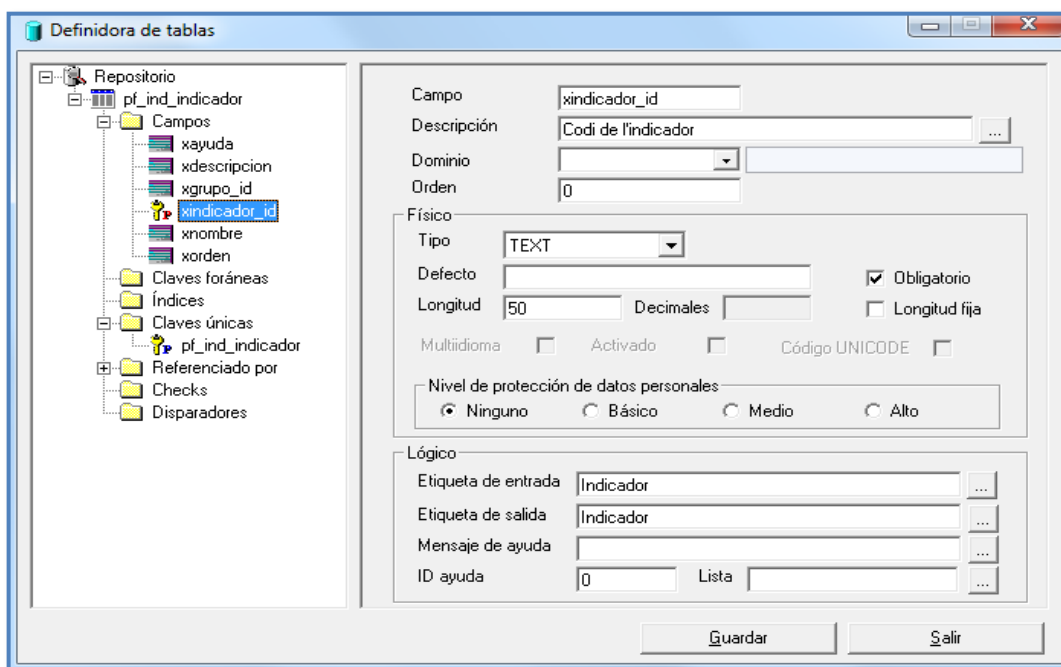 Definidora de tablas
Repositorio
pf_ind_indicador
Campos
xayuda
xdescripcion
xgrupo_id
xindicador_id
xnombre
xorden
Claves foráneas
Índices
Claves únicas
pf_ind_indicador
Referenciado por
Checks
Disparadores
Campo xindicador_id
Descripción Codi de l'indicador ...
Dominio
Orden 0
Físico
Tipo TEXT
Defecto Obligatorio
Longitud 50 Decimales Longitud fija
Multiidioma Activado Código UNICODE
Nivel de protección de datos personales
Ninguno Básico Medio Alto
Lógico
Etiqueta de entrada Indicador ...
Etiqueta de salida Indicador ...
Mensaje de ayuda ...
ID ayuda 0 Lista ...
Guardar Salir